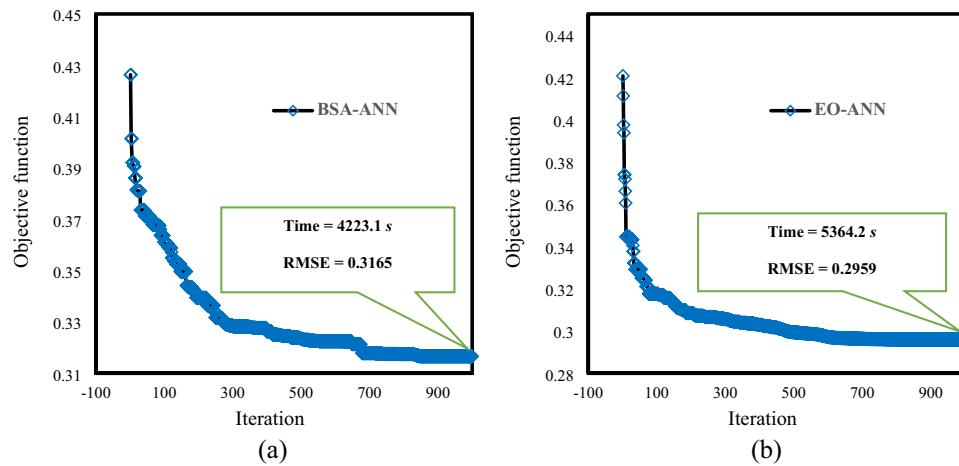 0.45
0.43
0.41
0.39
0.37
0.35
0.33
0.31
Objective function
BSA-ANN
Time = 4223.1 s
RMSE = 0.3165
-100 100 300 500 700 900
Iteration
(a)
0.44
0.42
0.4
0.38
0.36
0.34
0.32
0.3
0.28
Objective function
EO-ANN
Time = 5364.2 s
RMSE = 0.2959
-100 100 300 500 700 900
Iteration
(b)